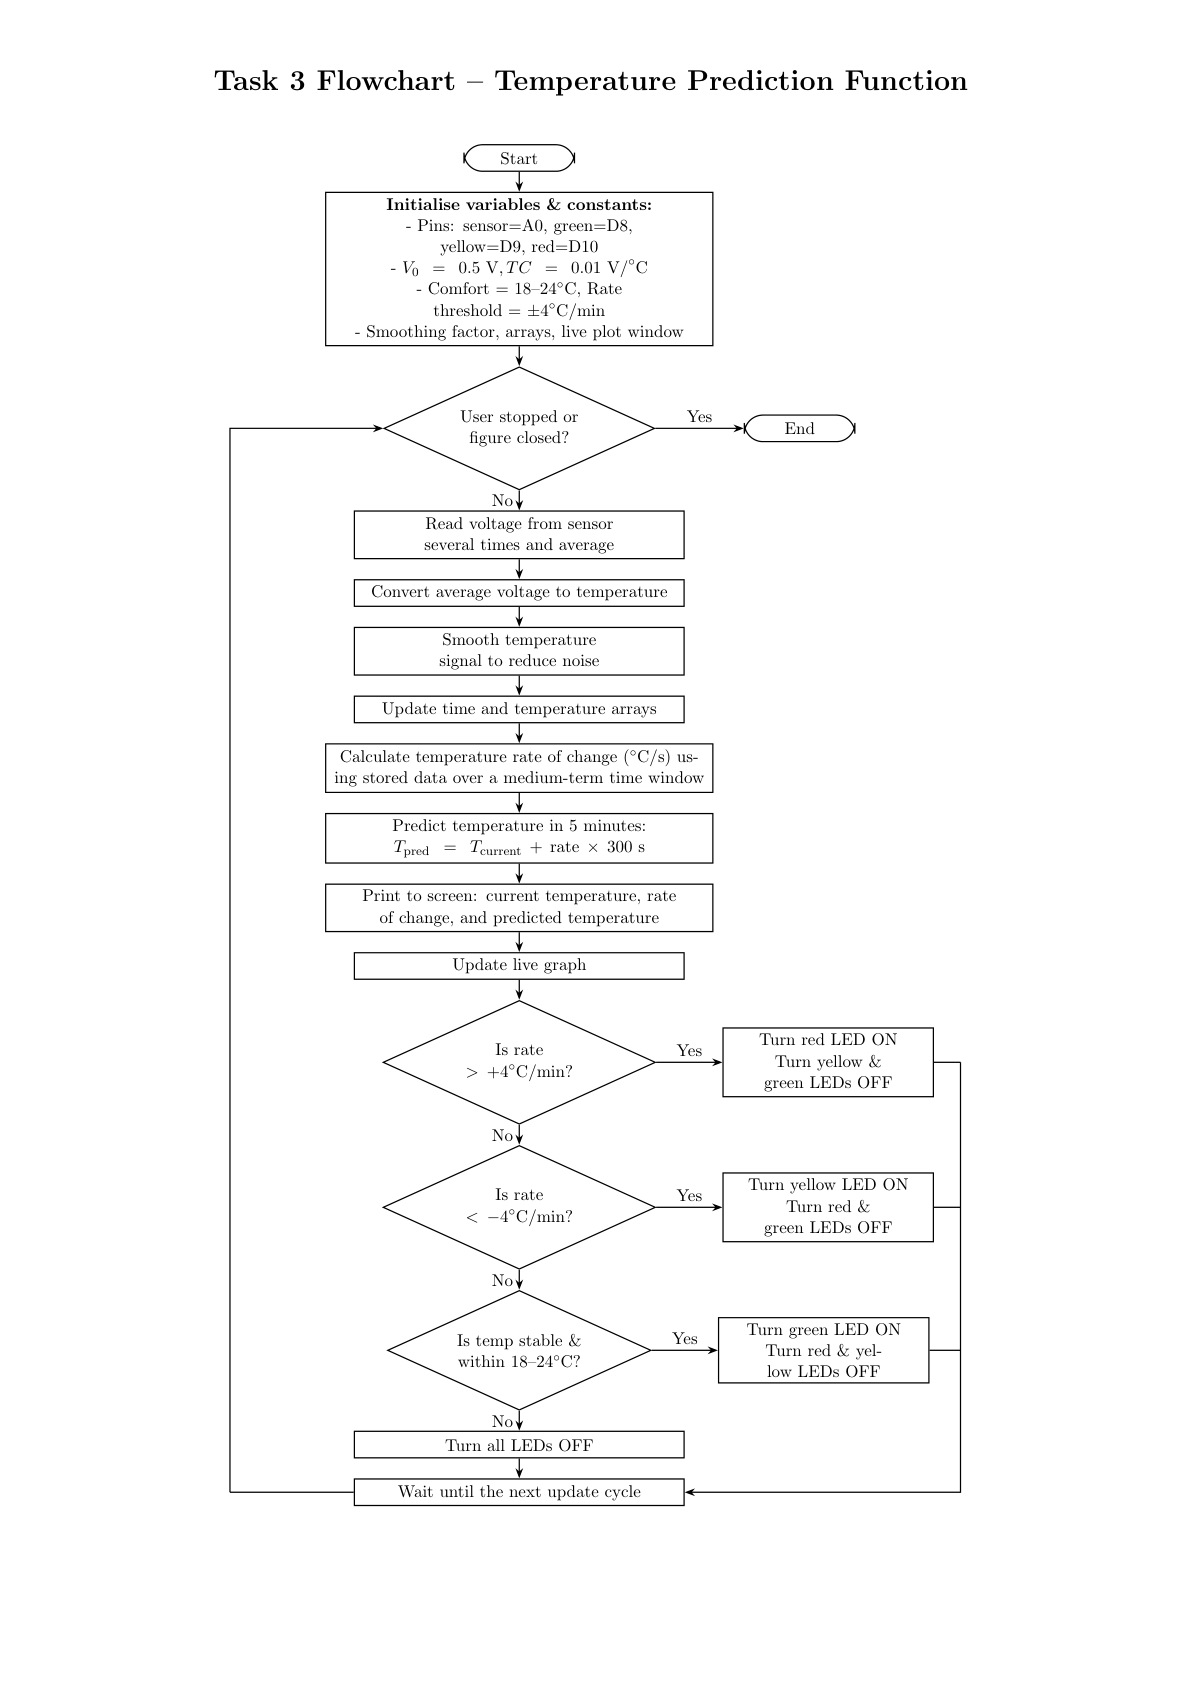 Task 3 Flowchart – Temperature Prediction Function
Start
Initialise variables & constants:
- Pins: sensor=A0, green=D8,
yellow=D9, red=D10
- V₀ = 0.5 V, TC = 0.01 V/°C
- Comfort = 18–24°C, Rate
threshold = ±4°C/min
- Smoothing factor, arrays, live plot window
User stopped or
figure closed?
Yes
End
No
Read voltage from sensor
several times and average
Convert average voltage to temperature
Smooth temperature
signal to reduce noise
Update time and temperature arrays
Calculate temperature rate of change (°C/s) us-
ing stored data over a medium-term time window
Predict temperature in 5 minutes:
T_pred = T_current + rate × 300 s
Print to screen: current temperature, rate
of change, and predicted temperature
Update live graph
Is rate
> +4°C/min?
Yes
Turn red LED ON
Turn yellow &
green LEDs OFF
No
Is rate
< −4°C/min?
Yes
Turn yellow LED ON
Turn red &
green LEDs OFF
No
Is temp stable &
within 18–24°C?
Yes
Turn green LED ON
Turn red & yel-
low LEDs OFF
No
Turn all LEDs OFF
Wait until the next update cycle